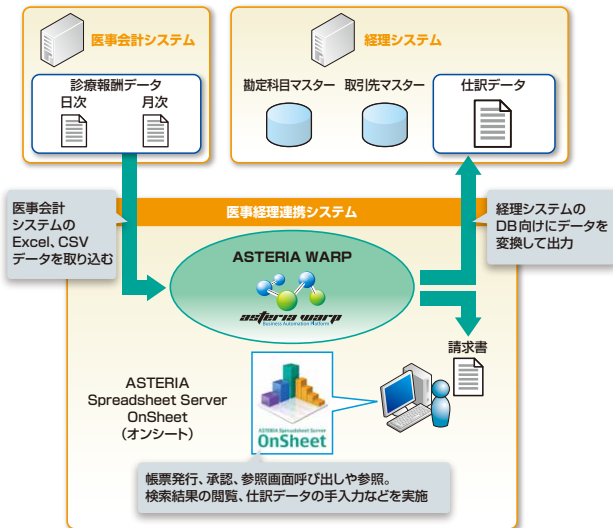 医事会計システム
診療報酬データ
日次
月次
経理システム
勘定科目マスター
取引先マスター
仕訳データ
医事会計
システムの
Excel、CSV
データを取り込む
医事経理連携システム
経理システムの
DB向けにデータを
変換して出力
ASTERIA WARP
asteria warp
Business Automation Platform
請求書
ASTERIA
Spreadsheet Server
OnSheet
（オンシート）
ASTERIA Spreadsheet Server
OnSheet
帳票発行、承認、参照画面呼び出しや参照。
検索結果の閲覧、仕訳データの手入力などを実施